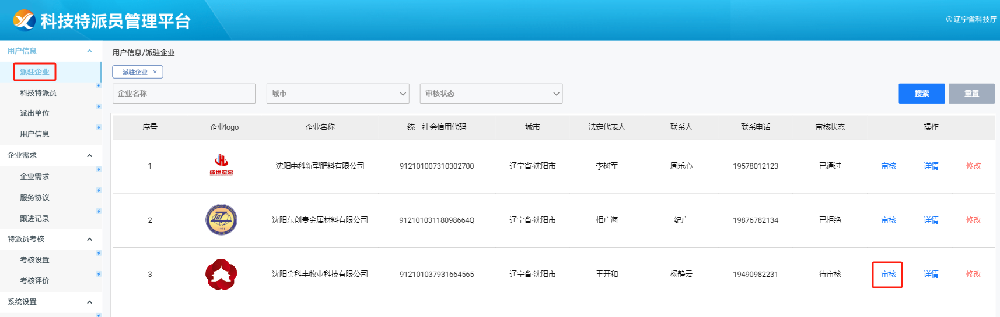 科技特派员管理平台
辽宁省科技厅
用户信息
派驻企业
科技特派员
派出单位
用户信息
企业需求
企业需求
服务协议
跟进记录
特派员考核
考核设置
考核评价
系统设置
用户信息/派驻企业
派驻企业 ×
企业名称 城市 审核状态 搜索 重置
序号 企业logo 企业名称 统一社会信用代码 城市 法定代表人 联系人 联系电话 审核状态 操作
1 盛世军宏 沈阳中科新型肥料有限公司 912101007310302700 辽宁省-沈阳市 李树军 周乐心 19578012123 已通过 审核 详情 修改
2 沈阳东创贵金属材料有限公司 91210103118098664Q 辽宁省-沈阳市 相广海 纪广 19876782134 已拒绝 审核 详情 修改
3 沈阳金科丰牧业科技有限公司 912101037931664565 辽宁省-沈阳市 王开和 杨静云 19490982231 待审核 审核 详情 修改